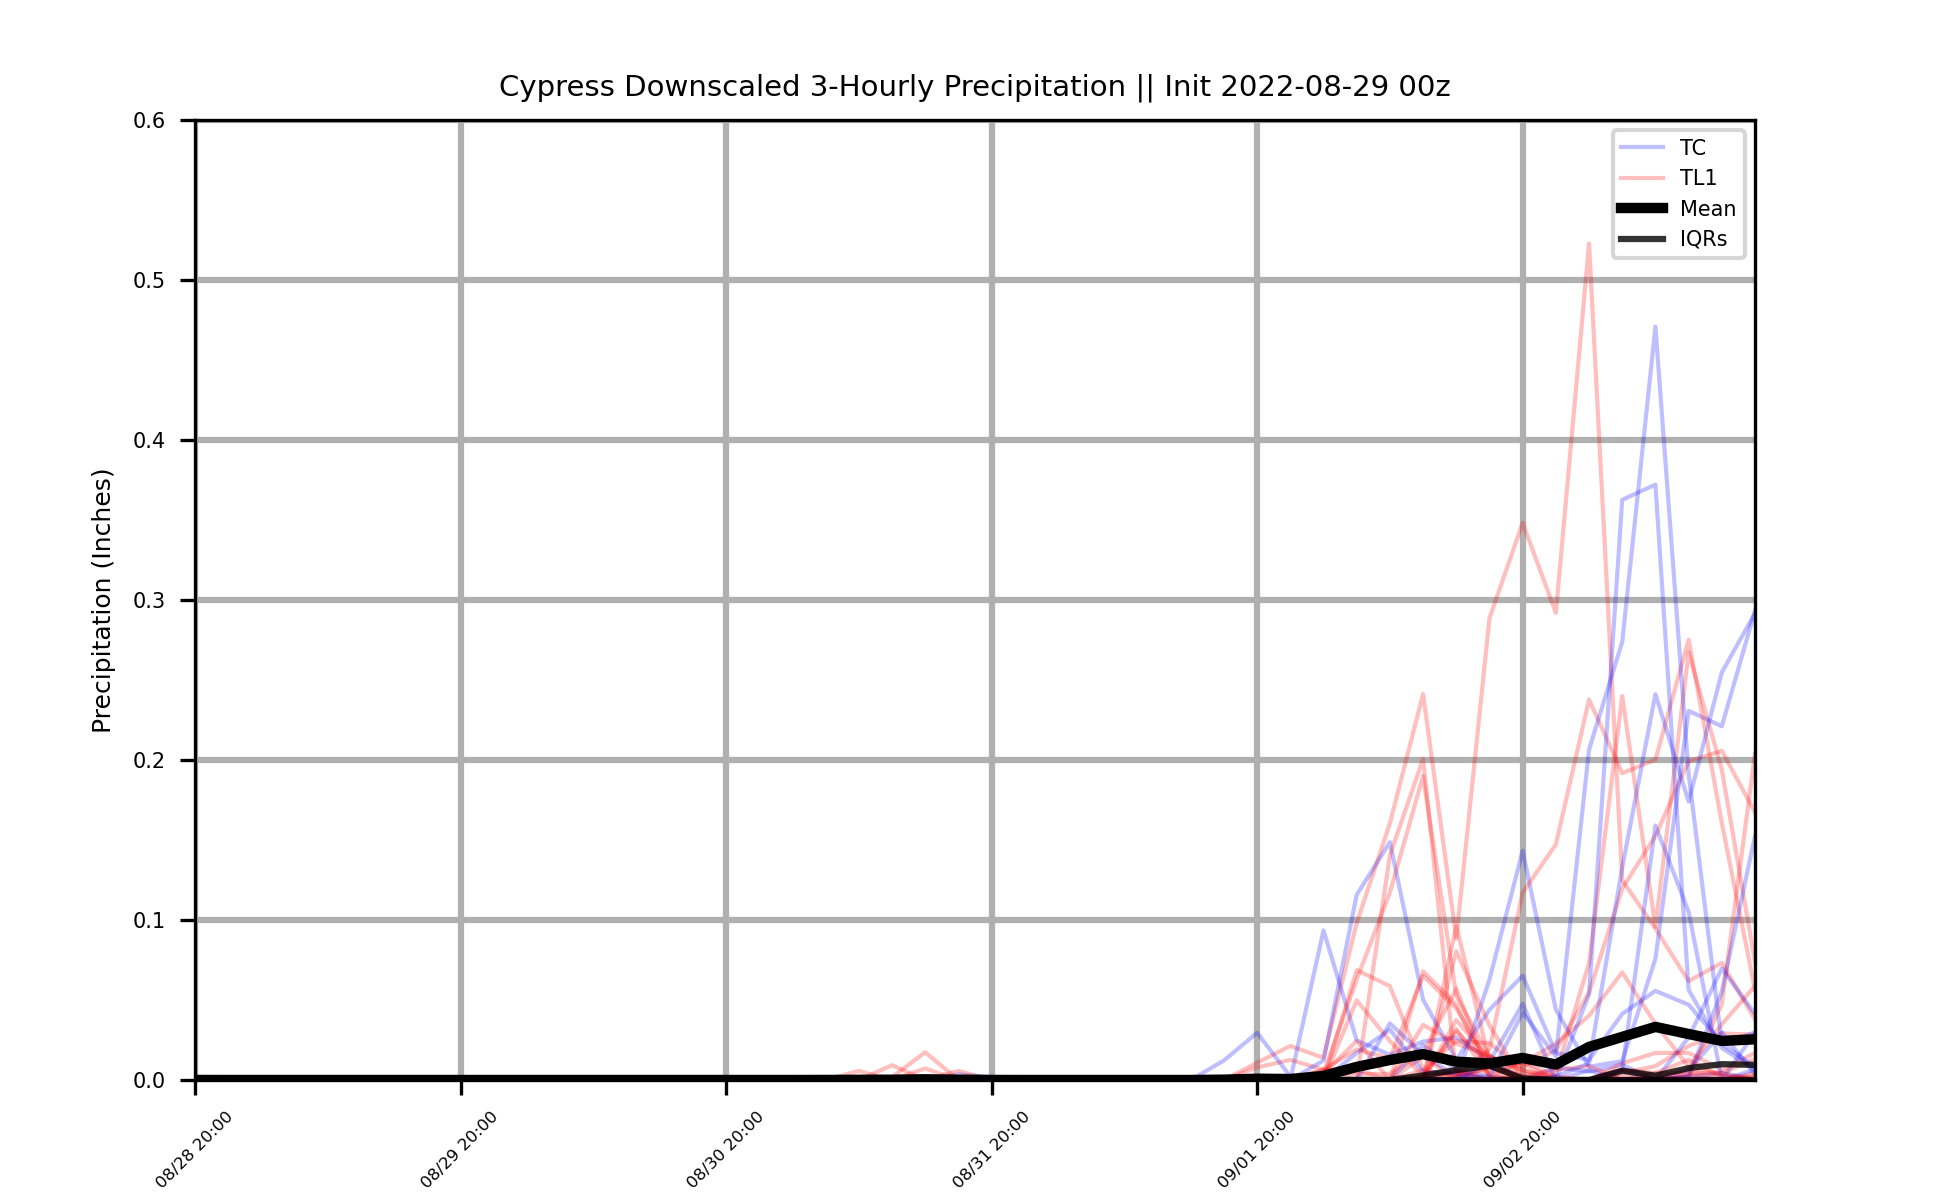 Cypress Downscaled 3-Hourly Precipitation || Init 2022-08-29 00z
TC
TL1
Mean
IQRs
Precipitation (Inches)
0.6
0.5
0.4
0.3
0.2
0.1
0.0
08/28 20:00
08/29 20:00
08/30 20:00
08/31 20:00
09/01 20:00
09/02 20:00